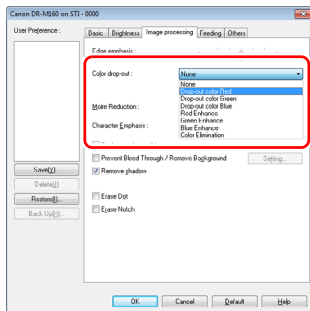 Canon DR-M160 on STI - 0000
User Preference :
Basic Brightness Image processing Feeding Others
Edge emphasis :
Color drop-out : None
None
Drop-out color Red
Drop-out color Green
Drop-out color Blue
Red Enhance
Green Enhance
Blue Enhance
Color Elimination
Moire Reduction :
Character Emphasis :
Prevent Bleed Through / Remove Background Setting...
Remove shadow
Erase Dot
Erase Notch
Save(V)
Delete(J)
Restore(I)...
Back Up(X)...
OK Cancel Default Help